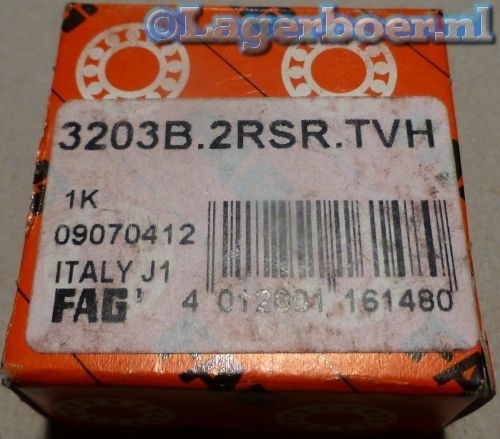 ©Lagerboer.nl
3203B.2RSR.TVH
1K
09070412
ITALY J1
FAG
4 012801 161480